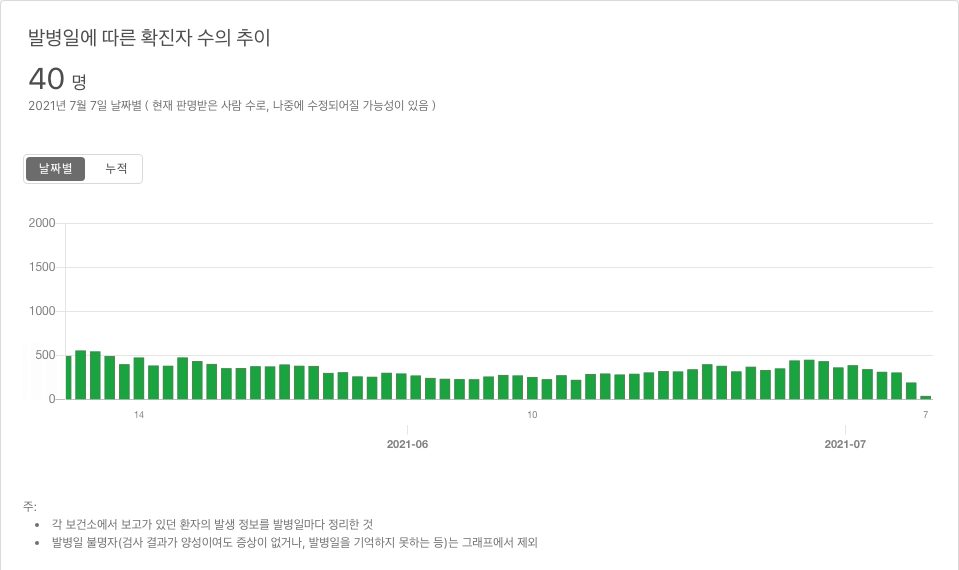 발병일에 따른 확진자 수의 추이
40 명
2021년 7월 7일 날짜별 ( 현재 판명받은 사람 수로, 나중에 수정되어질 가능성이 있음 )
날짜별 누적
2000
1500
1000
500
0
14 10 7
2021-06 2021-07
주:
• 각 보건소에서 보고가 있던 환자의 발생 정보를 발병일마다 정리한 것
• 발병일 불명자(검사 결과가 양성이여도 증상이 없거나, 발병일을 기억하지 못하는 등)는 그래프에서 제외